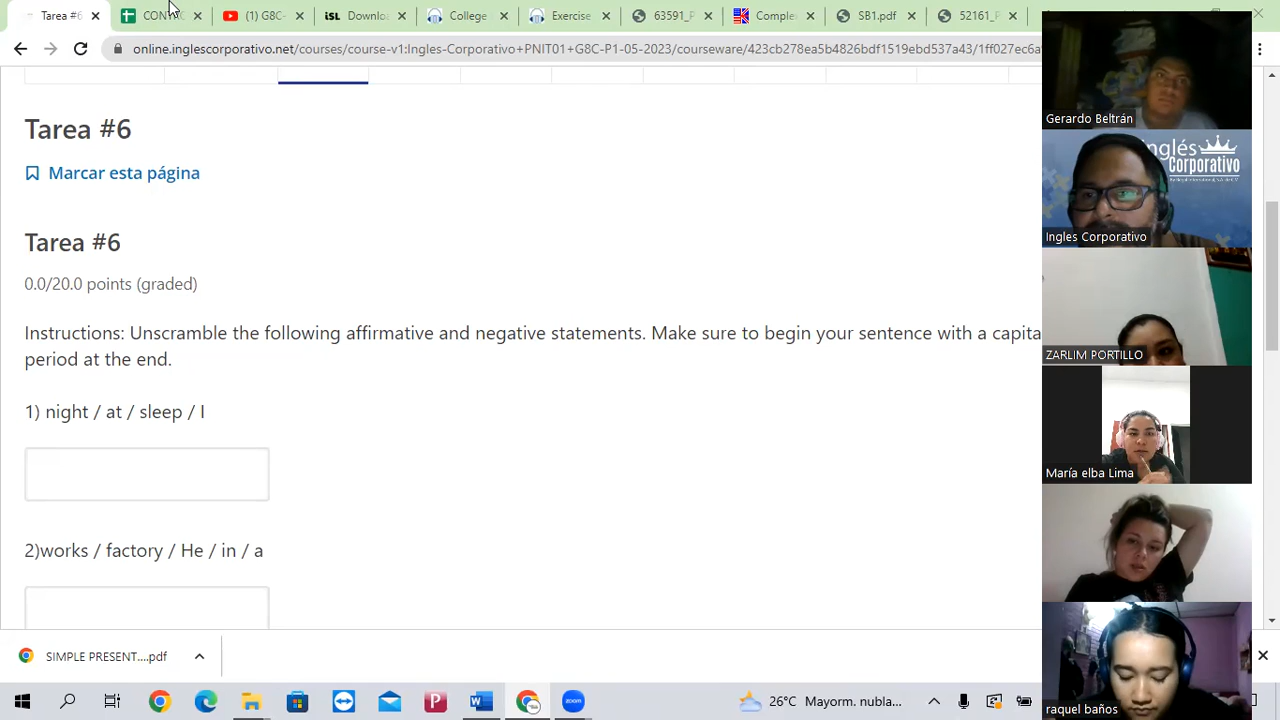 Tarea #6
CON
(1) G8C-
iSL Downlo
College
Exercise
63591_P
Comple
SB1.pdf
52161_P
online.inglescorporativo.net/courses/course-v1:Ingles-Corporativo+PNIT01+G8C-P1-05-2023/courseware/423cb278ea5b4826bdf1519ebd537a43/1ff027ec6a
Tarea #6
Marcar esta página
Tarea #6
0.0/20.0 points (graded)
Instructions: Unscramble the following affirmative and negative statements. Make sure to begin your sentence with a capita
period at the end.
1) night / at / sleep / I
2)works / factory / He / in / a
SIMPLE PRESENT....pdf
26°C Mayorm. nubla...
Gerardo Beltrán
inglés
Corporativo
Ingles Corporativo
ZARLIM PORTILLO
María elba Lima
raquel baños